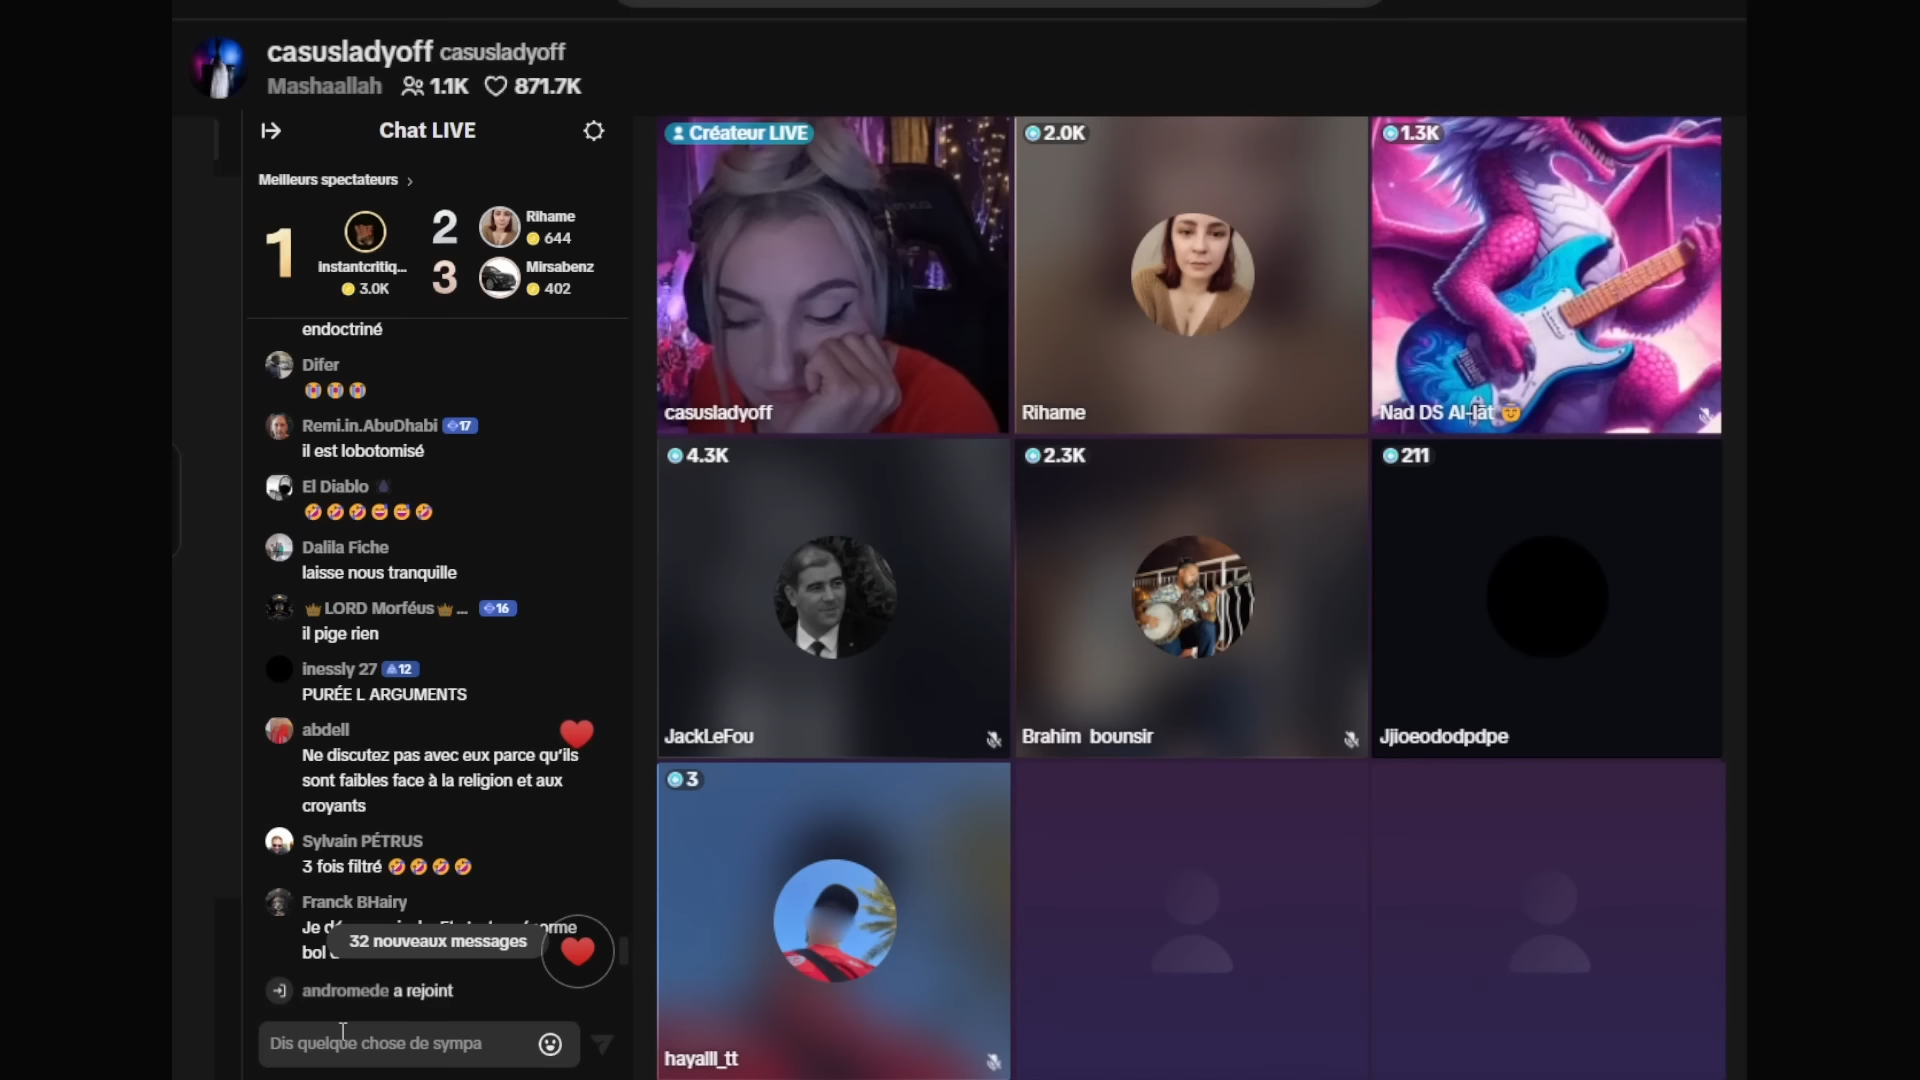 casusladyoff casusladyoff
Mashaallah 1.1K 871.7K
Chat LIVE
Meilleurs spectateurs
1
instantcritiq...
3.0K
2
Rihame
644
3
Mirsabenz
402
endoctriné
Difer
Remi.in.AbuDhabi 17
il est lobotomisé
El Diablo
Dalila Fiche
laisse nous tranquille
LORD Morféus ... 16
il pige rien
inessly 27 12
PURÉE L ARGUMENTS
abdell
Ne discutez pas avec eux parce qu'ils
sont faibles face à la religion et aux
croyants
Sylvain PÉTRUS
3 fois filtré
Franck BHairy
Je
bol
32 nouveaux messages
andromede a rejoint
Dis quelque chose de sympa
Créateur LIVE
casusladyoff
2.0K
Rihame
1.3K
Nad DS Al-lāt
4.3K
JackLeFou
2.3K
Brahim bounsir
211
Jjioeododpdpe
3
hayalll_tt